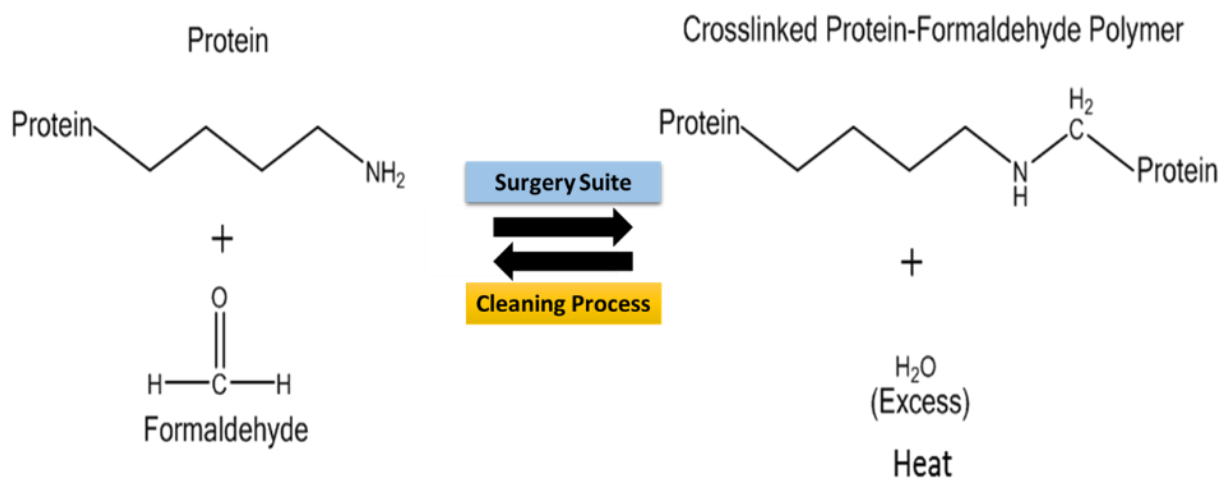 Protein
Protein
NH2
+
O
H C H
Formaldehyde
Surgery Suite
Cleaning Process
Crosslinked Protein-Formaldehyde Polymer
H2
Protein C
N Protein
H
+
H2O
(Excess)
Heat